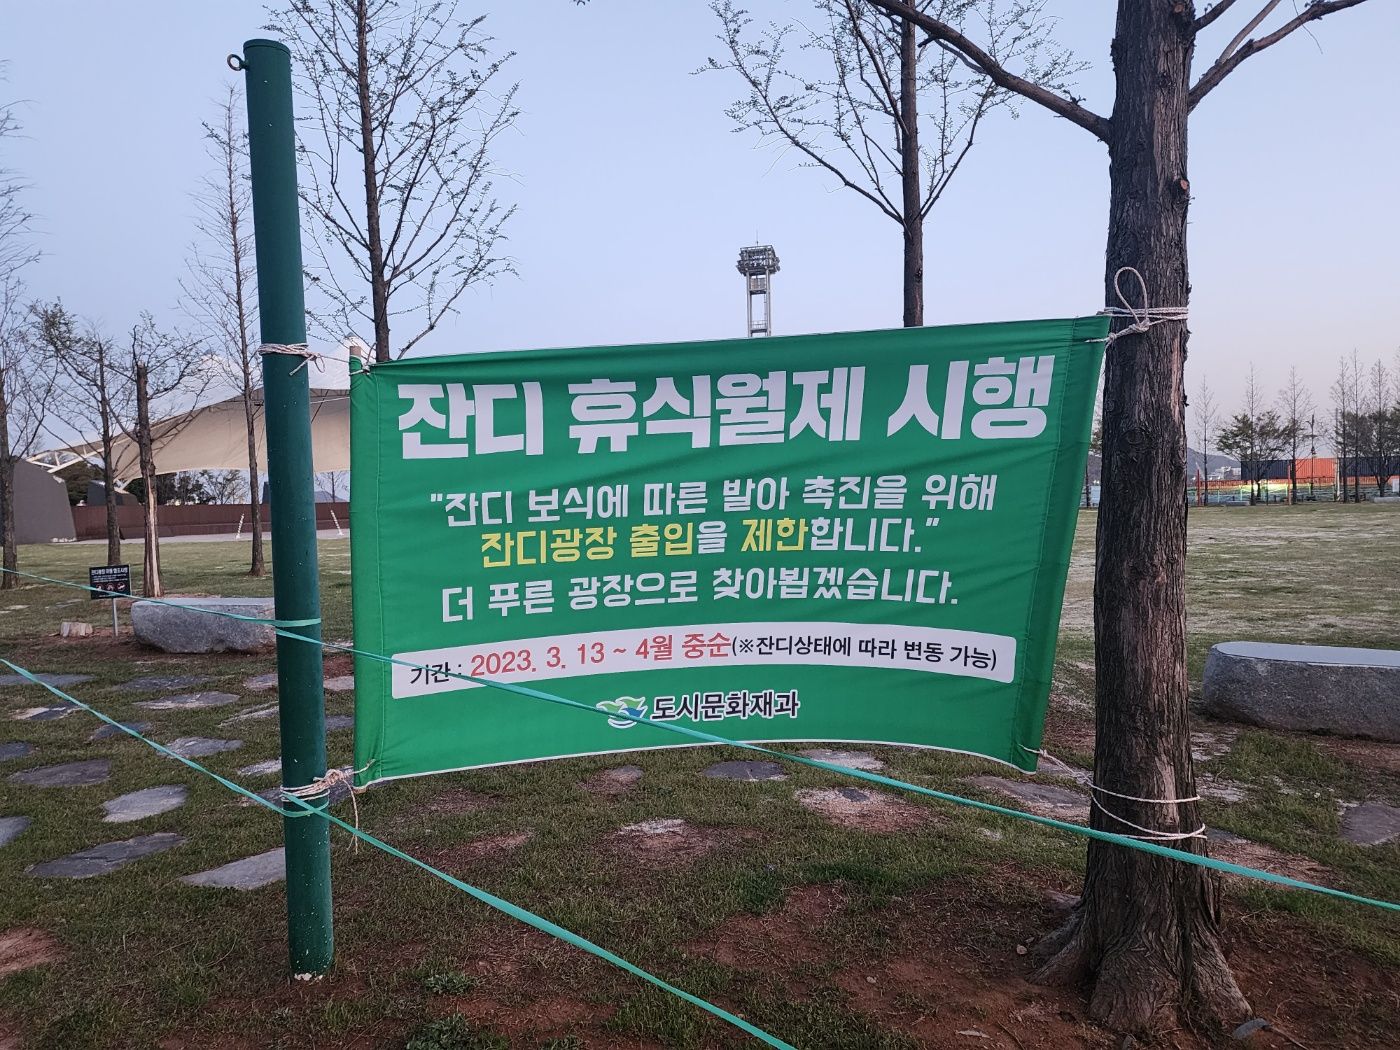 잔디 휴식월제 시행
"잔디 보식에 따른 발아 촉진을 위해
잔디광장 출입을 제한합니다."
더 푸른 광장으로 찾아뵙겠습니다.
기간 : 2023. 3. 13 ~ 4월 중순(※잔디상태에 따라 변동 가능)
도시문화재과